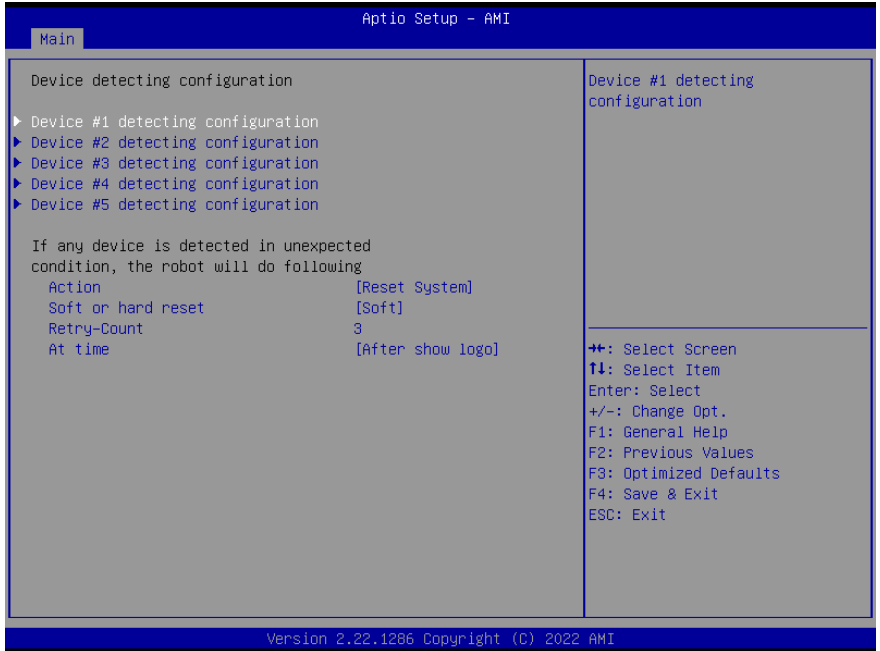 Aptio Setup – AMI
Main
Device detecting configuration
Device #1 detecting configuration
Device #2 detecting configuration
Device #3 detecting configuration
Device #4 detecting configuration
Device #5 detecting configuration
If any device is detected in unexpected
condition, the robot will do following
Action [Reset System]
Soft or hard reset [Soft]
Retry-Count 3
At time [After show logo]
Device #1 detecting
configuration
→←: Select Screen
↑↓: Select Item
Enter: Select
+/-: Change Opt.
F1: General Help
F2: Previous Values
F3: Optimized Defaults
F4: Save & Exit
ESC: Exit
Version 2.22.1286 Copyright (C) 2022 AMI